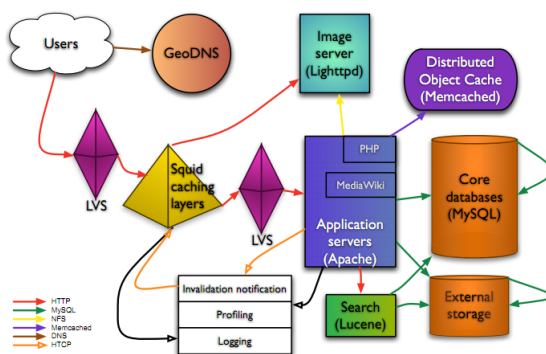 Users
GeoDNS
Image server
(Lighttpd)
Distributed
Object Cache
(Memcached)
LVS
Squid
caching
layers
LVS
PHP
MediaWiki
Application
servers
(Apache)
Core
databases
(MySQL)
Invalidation notification
Profiling
Logging
Search
(Lucene)
External
storage
HTTP
MySQL
NFS
Memcached
DNS
HTCP